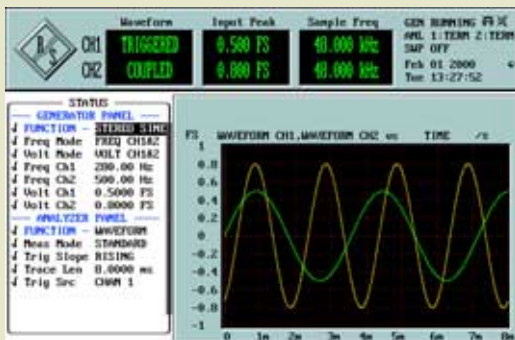 Waveform Input Peak Sample Freq
GEN RUNNING
R S
CH1 TRIGGERED 0.500 FS 48.000 kHz
ANL 1:TERM 2:TERM
SWP OFF
CH2 COUPLED 0.800 FS 48.000 kHz
Feb 01 2000
Tue 13:27:52
STATUS
GENERATOR PANEL
FUNCTION - STEREO SINE
Freq Mode FREQ CH1&2
Volt Mode VOLT CH1&2
Freq Ch1 280.00 Hz
Freq Ch2 500.00 Hz
Volt Ch1 0.5000 FS
Volt Ch2 0.8000 FS
ANALYZER PANEL
FUNCTION - WAVEFORM
Meas Mode STANDARD
Trig Slope RISING
Trace Len 8.0000 ms
Trig Src CHAN 1
FS WAVEFORM CH1,WAVEFORM CH2 vs TIME /s
1
0.8
0.6
0.4
0.2
0
-0.2
-0.4
-0.6
-0.8
-1
0 1m 2m 3m 4m 5m 6m 7m 8m